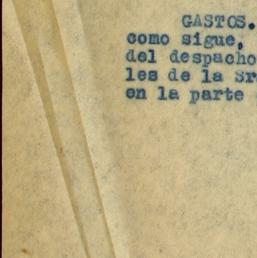 GASTOS.
como sigue,
del despacho
les de la Sr
en la parte